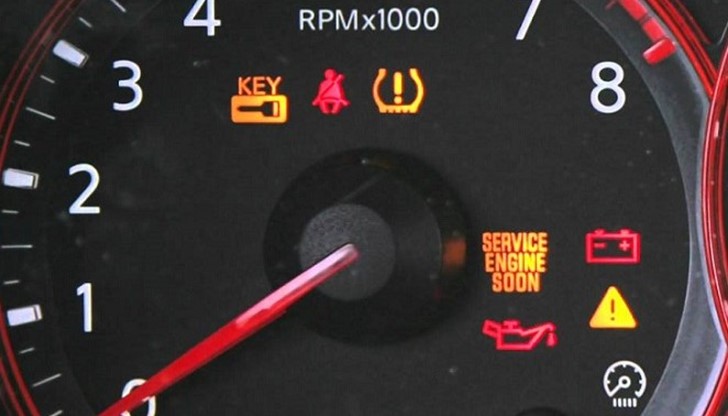 4
RPMx1000
7
3
KEY
!
8
2
SERVICE
ENGINE
SOON
- +
1
!
0